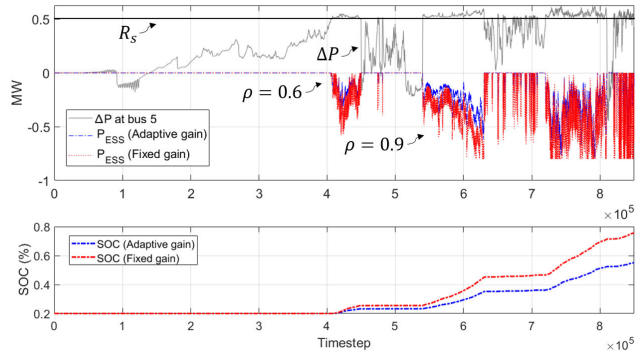 0.5
R_s
ΔP
0
MW
ρ = 0.6
-0.5
ΔP at bus 5
P_ESS (Adaptive gain)
P_ESS (Fixed gain)
ρ = 0.9
-1
0 1 2 3 4 5 6 7 8
× 10^5
0.8
SOC (Adaptive gain)
SOC (Fixed gain)
0.6
SOC (%)
0.4
0.2
0 1 2 3 4 5 6 7 8
Timestep
× 10^5